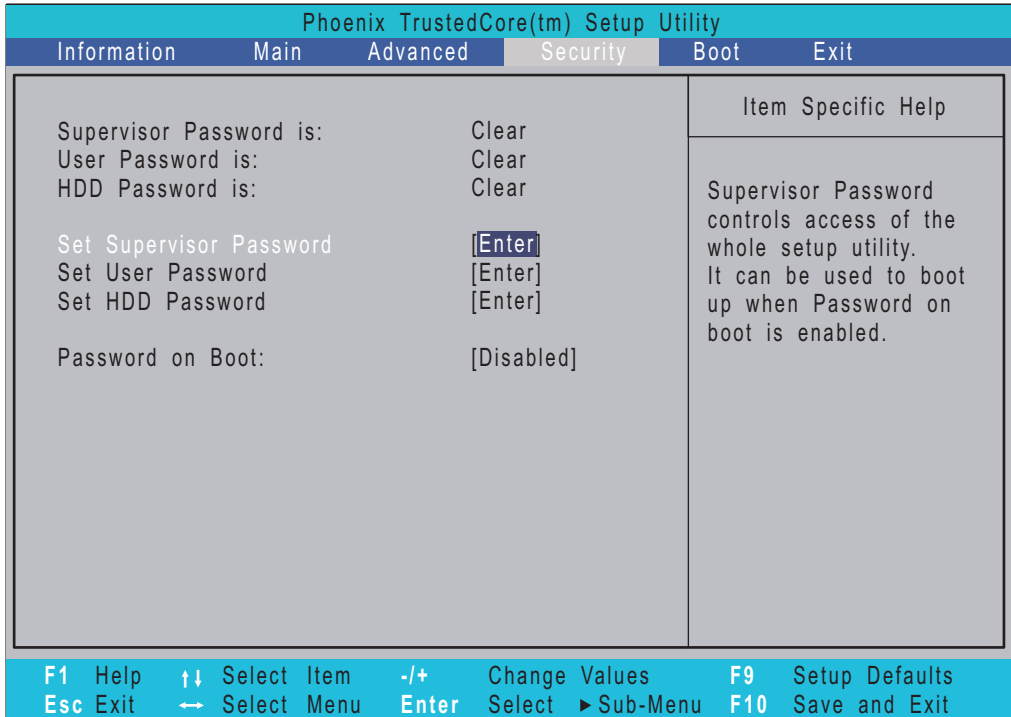 Phoenix TrustedCore(tm) Setup Utility
Information Main Advanced Security Boot Exit
Supervisor Password is: Clear
User Password is: Clear
HDD Password is: Clear
Set Supervisor Password [Enter]
Set User Password [Enter]
Set HDD Password [Enter]
Password on Boot: [Disabled]
Item Specific Help
Supervisor Password
controls access of the
whole setup utility.
It can be used to boot
up when Password on
boot is enabled.
F1 Help ↑↓ Select Item -/+ Change Values F9 Setup Defaults
Esc Exit ↔ Select Menu Enter Select ▶Sub-Menu F10 Save and Exit